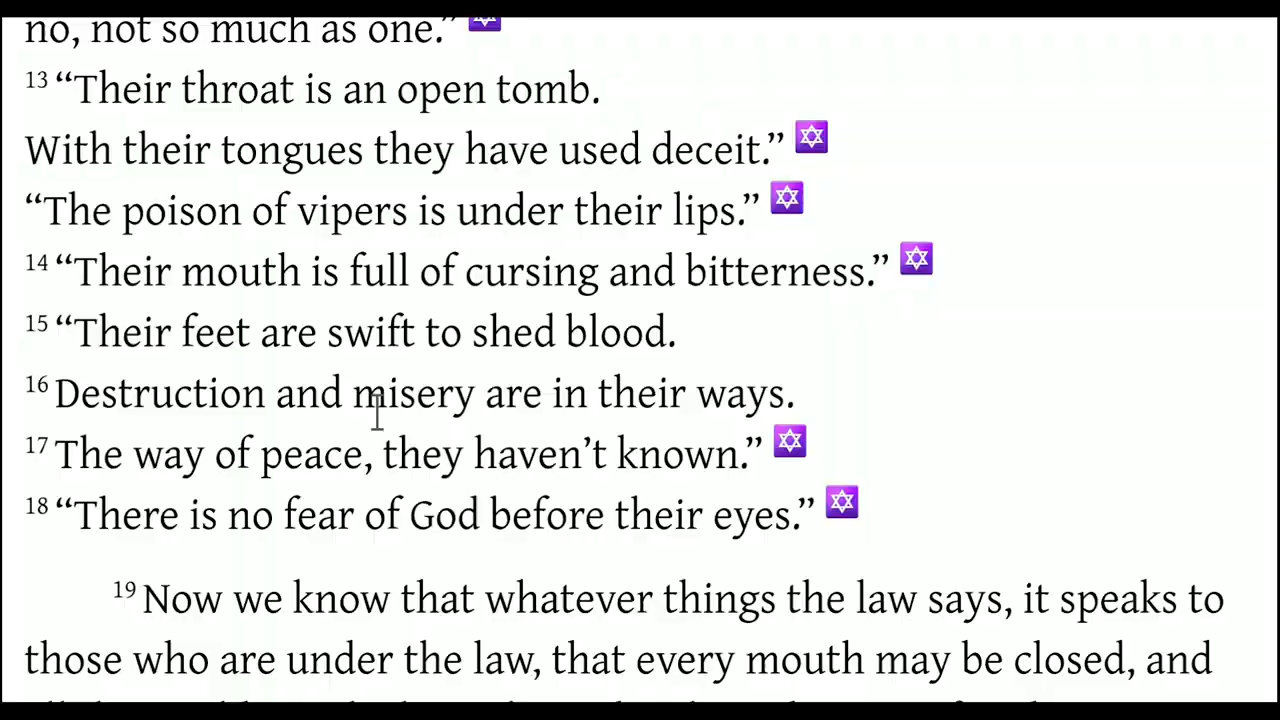 no, not so much as one.” 🔯
13 “Their throat is an open tomb.
With their tongues they have used deceit.” 🔯
“The poison of vipers is under their lips.” 🔯
14 “Their mouth is full of cursing and bitterness.” 🔯
15 “Their feet are swift to shed blood.
16 Destruction and misery are in their ways.
17 The way of peace, they haven’t known.” 🔯
18 “There is no fear of God before their eyes.” 🔯
19 Now we know that whatever things the law says, it speaks to
those who are under the law, that every mouth may be closed, and